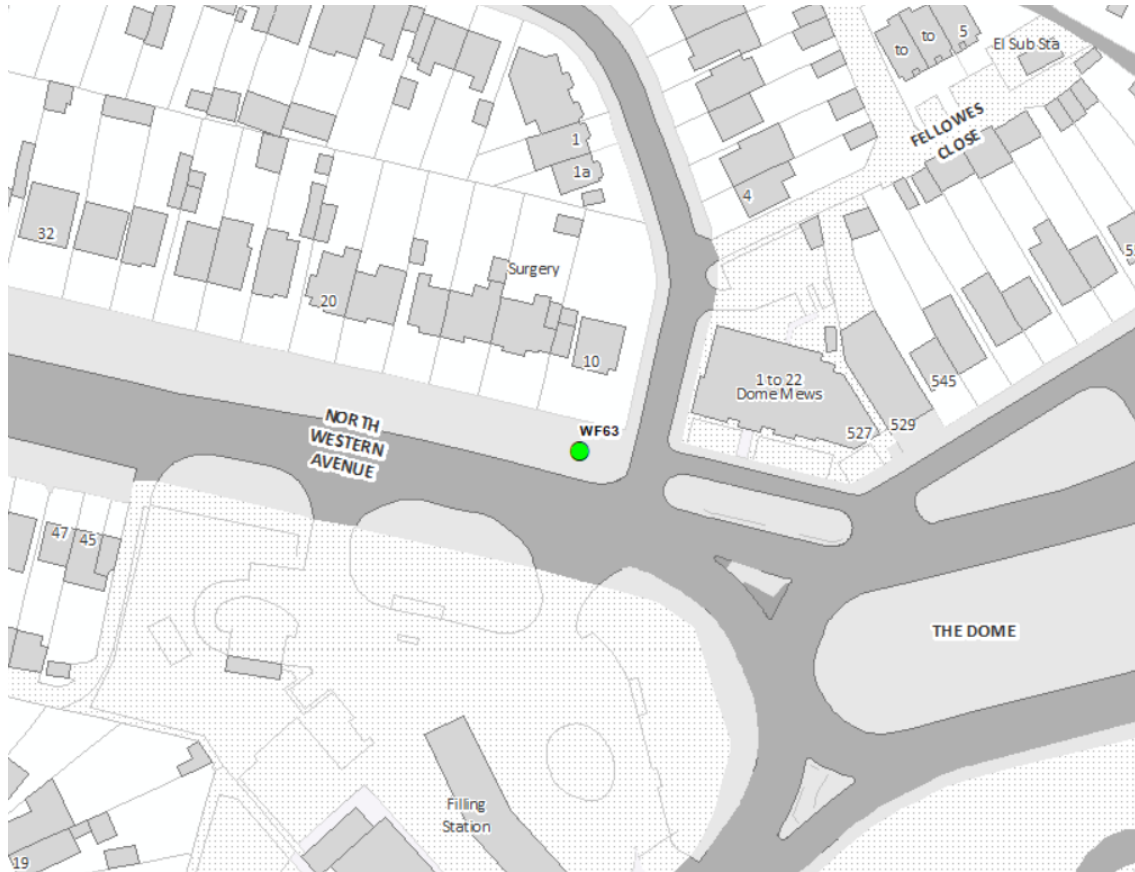 to
to
5
El Sub Sta
FELLOWES
CLOSE
1
1a
4
32
20
Surgery
10
1 to 22
Dome Mews
545
529
527
NORTH
WESTERN
AVENUE
WF63
47
45
THE DOME
Filling
Station
19